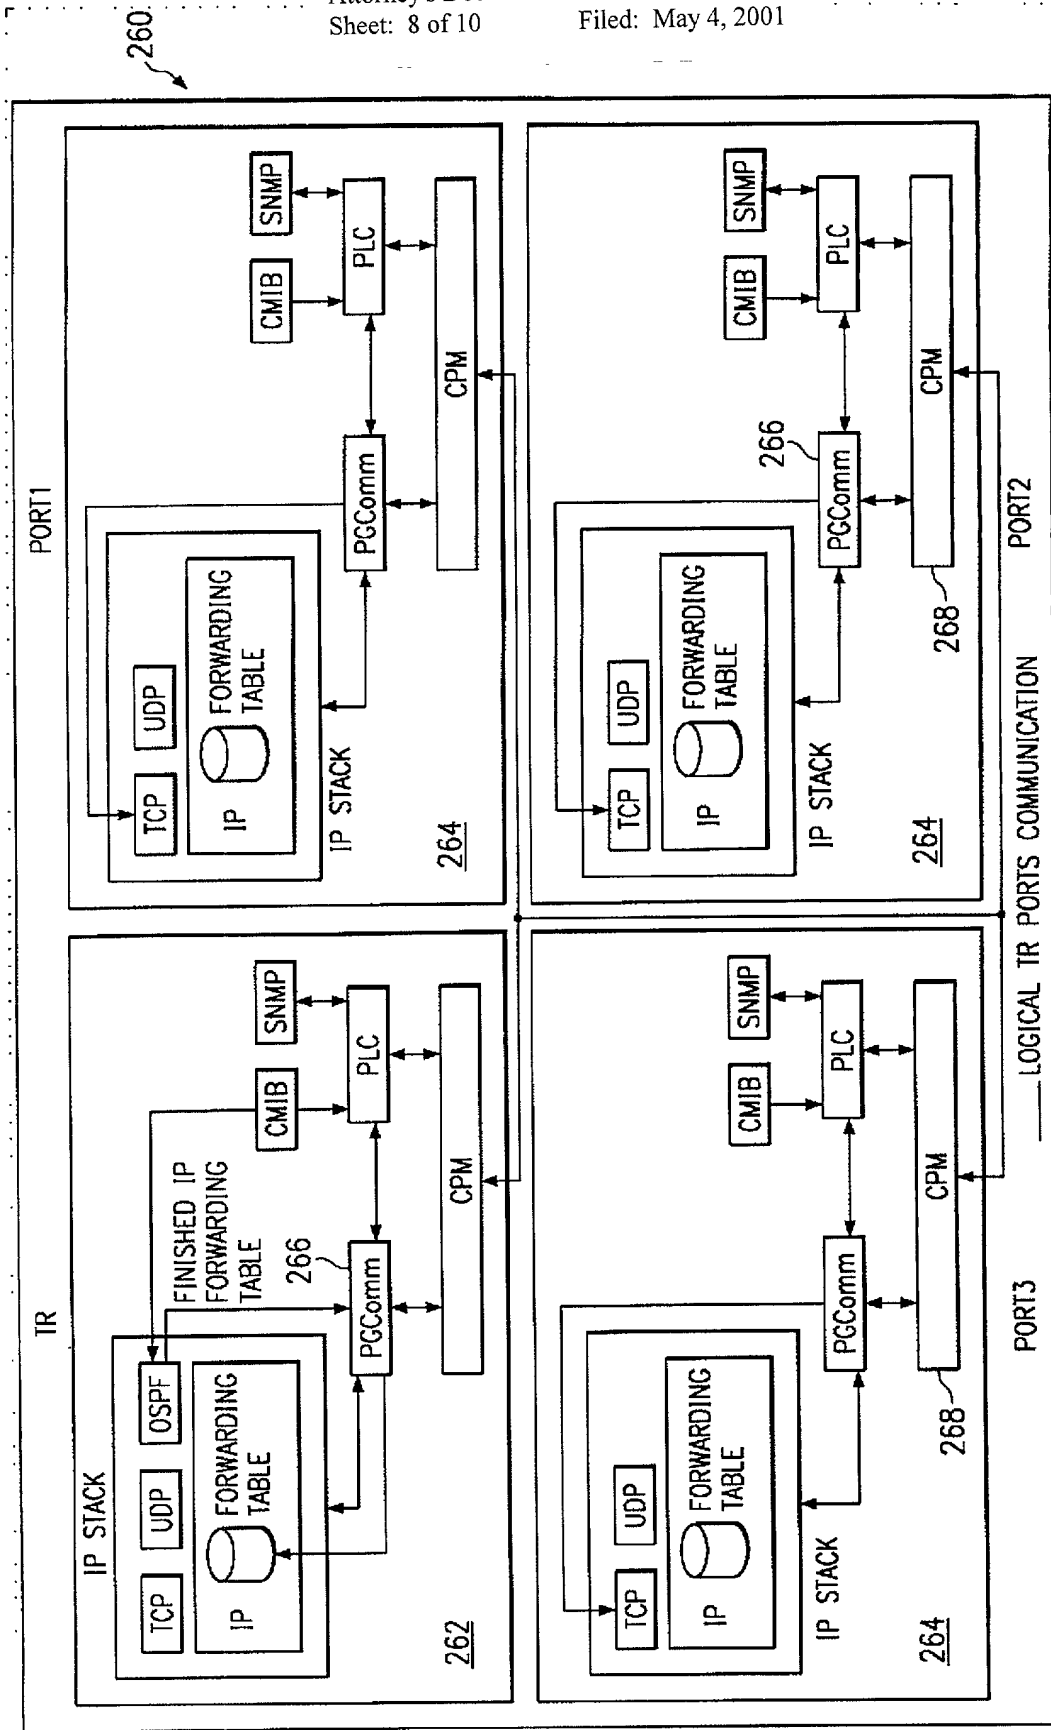 Sheet: 8 of 10
Filed: May 4, 2001
260
TR
IP STACK
TCP
UDP
OSPF
IP
FORWARDING
TABLE
FINISHED IP
FORWARDING
TABLE
266
PGComm
CMIB
SNMP
PLC
CPM
262
PORT1
TCP
UDP
IP
FORWARDING
TABLE
IP STACK
PGComm
CMIB
SNMP
PLC
CPM
264
PORT3
TCP
UDP
IP
FORWARDING
TABLE
IP STACK
PGComm
CMIB
SNMP
PLC
CPM
268
264
PORT2
TCP
UDP
IP
FORWARDING
TABLE
IP STACK
266
PGComm
CMIB
SNMP
PLC
CPM
268
264
LOGICAL TR PORTS COMMUNICATION